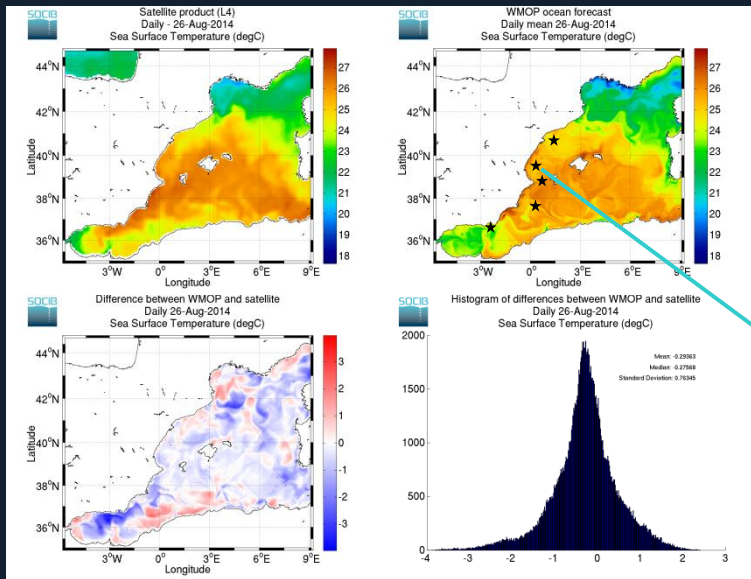 SOCIB
Satellite product (L4)
Daily - 26-Aug-2014
Sea Surface Temperature (degC)
44°N
42°N
40°N
38°N
36°N
Latitude
3°W
0°
3°E
6°E
9°E
Longitude
27
26
25
24
23
22
21
20
19
18
SOCIB
WMOP ocean forecast
Daily mean 26-Aug-2014
Sea Surface Temperature (degC)
44°N
42°N
40°N
38°N
36°N
Latitude
3°W
0°
3°E
6°E
9°E
Longitude
27
26
25
24
23
22
21
20
19
18
SOCIB
Difference between WMOP and satellite
Daily 26-Aug-2014
Sea Surface Temperature (degC)
44°N
42°N
40°N
38°N
36°N
Latitude
3°W
0°
3°E
6°E
9°E
Longitude
3
2
1
0
-1
-2
-3
SOCIB
Histogram of differences between WMOP and satellite
Daily 26-Aug-2014
Sea Surface Temperature (degC)
Mean: -0.29363
Median: -0.27560
Standard Deviation: 0.76345
2000
1500
1000
500
0
-4
-3
-2
-1
0
1
2
3